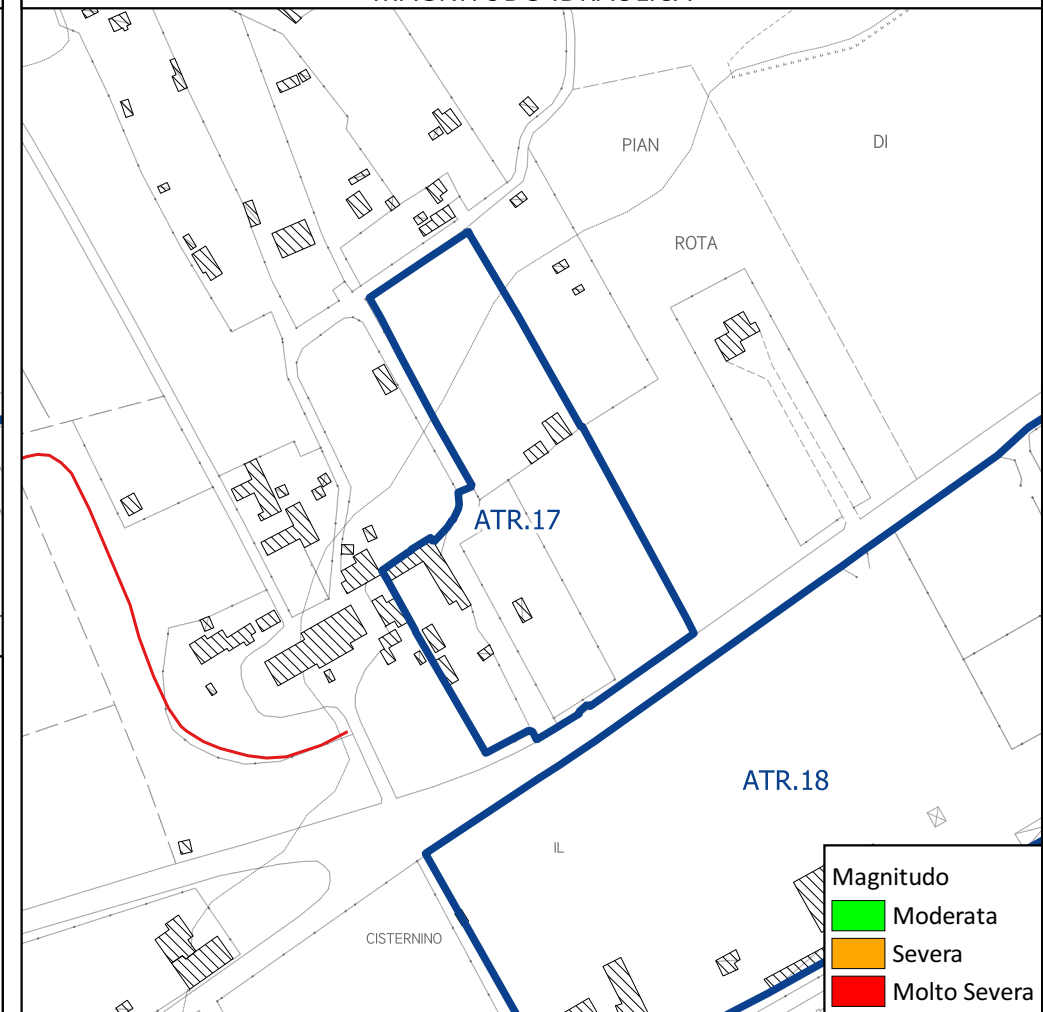 PIAN
DI
ROTA
ATR.17
ATR.18
IL
CISTERNINO
Magnitudo
Moderata
Severa
Molto Severa